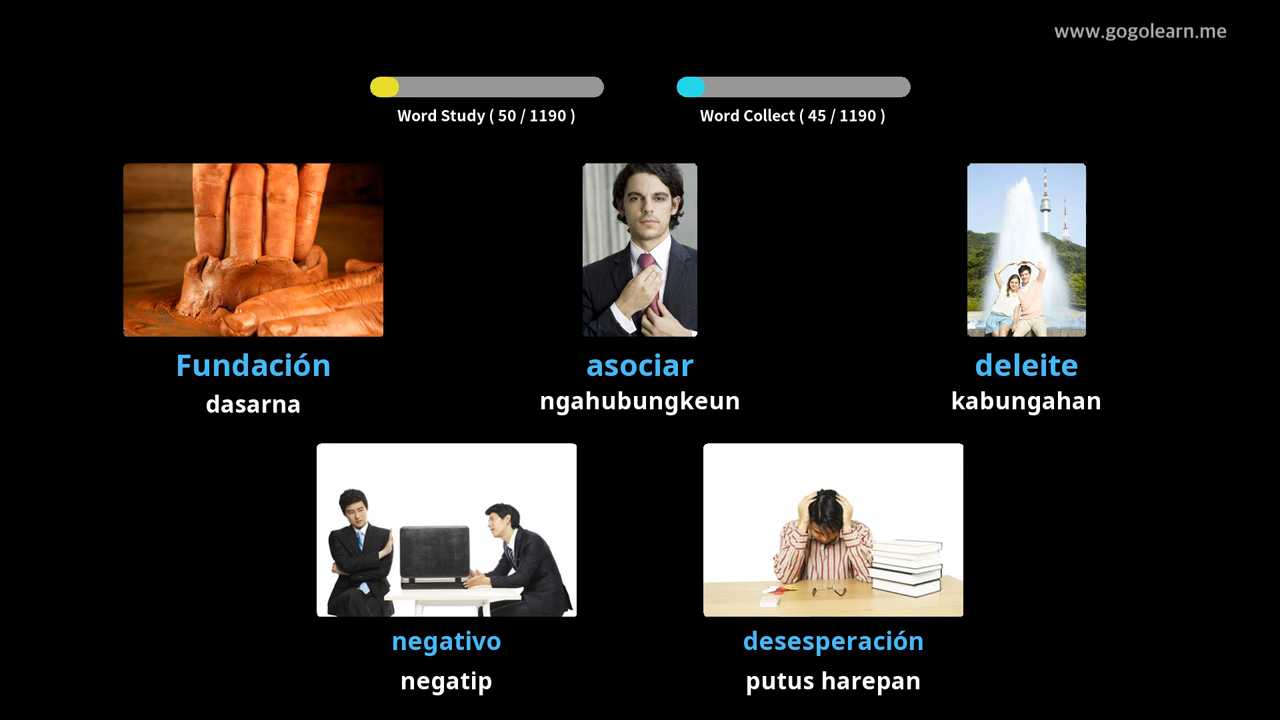 www.gogolearn.me
Word Study ( 50 / 1190 )
Word Collect ( 45 / 1190 )
Fundación
dasarna
asociar
ngahubungkeun
deleite
kabungahan
negativo
negatip
desesperación
putus harepan